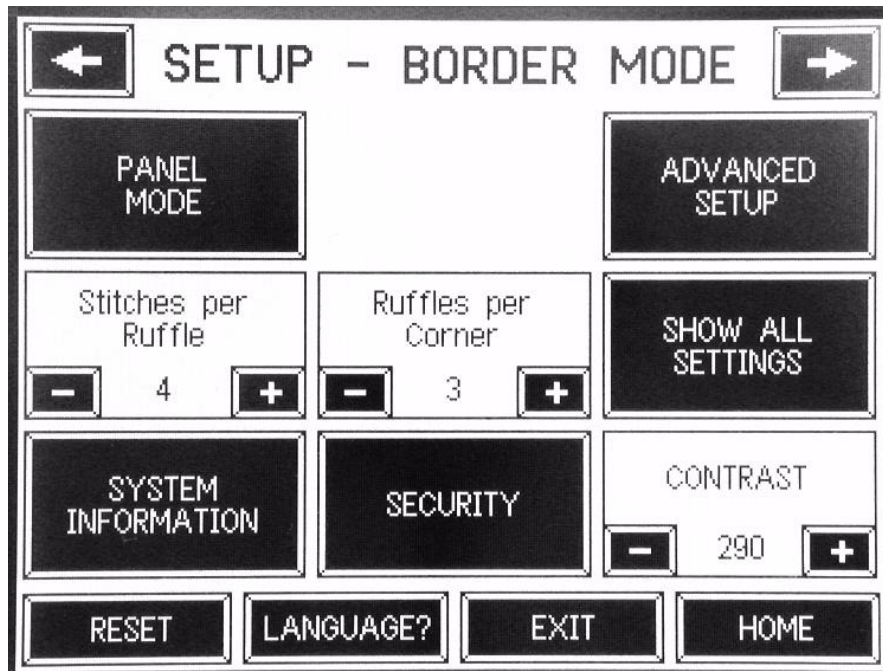 SETUP - BORDER MODE
PANEL
MODE
ADVANCED
SETUP
Stitches per
Ruffle
- 4 +
Ruffles per
Corner
- 3 +
SHOW ALL
SETTINGS
SYSTEM
INFORMATION
SECURITY
CONTRAST
- 290 +
RESET
LANGUAGE?
EXIT
HOME